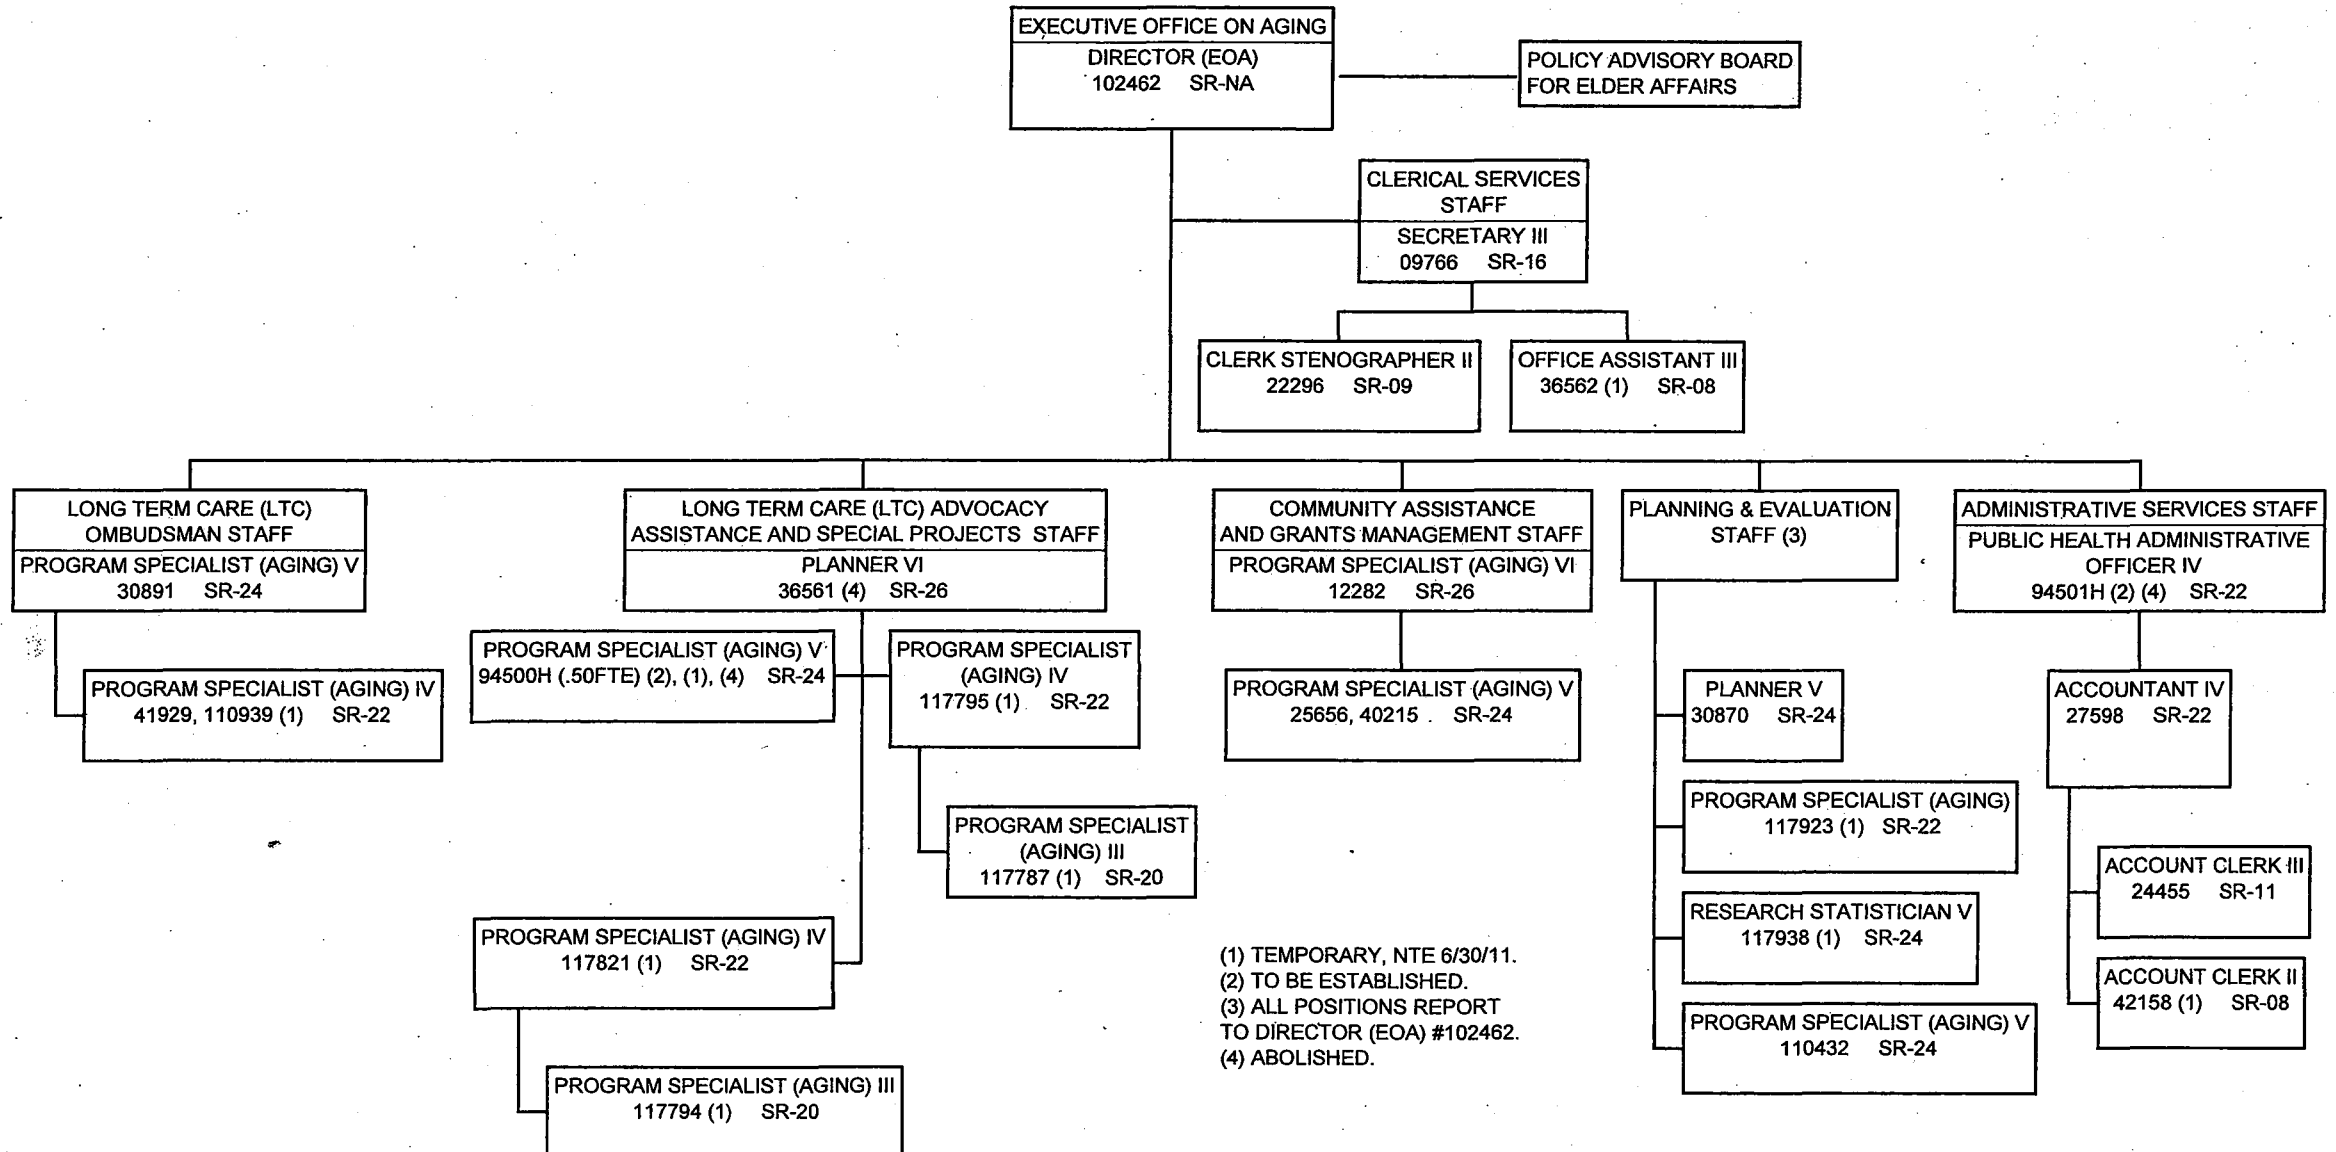 EXECUTIVE OFFICE ON AGING
DIRECTOR (EOA)
102462 SR-NA
POLICY ADVISORY BOARD
FOR ELDER AFFAIRS
CLERICAL SERVICES
STAFF
SECRETARY III
09766 SR-16
CLERK STENOGRAPHER II
22296 SR-09
OFFICE ASSISTANT III
36562 (1) SR-08
LONG TERM CARE (LTC)
OMBUDSMAN STAFF
PROGRAM SPECIALIST (AGING) V
30891 SR-24
PROGRAM SPECIALIST (AGING) IV
41929, 110939 (1) SR-22
LONG TERM CARE (LTC) ADVOCACY
ASSISTANCE AND SPECIAL PROJECTS STAFF
PLANNER VI
36561 (4) SR-26
PROGRAM SPECIALIST (AGING) V
94500H (.50FTE) (2), (1), (4) SR-24
PROGRAM SPECIALIST
(AGING) IV
117795 (1) SR-22
PROGRAM SPECIALIST
(AGING) III
117787 (1) SR-20
PROGRAM SPECIALIST (AGING) IV
117821 (1) SR-22
PROGRAM SPECIALIST (AGING) III
117794 (1) SR-20
COMMUNITY ASSISTANCE
AND GRANTS MANAGEMENT STAFF
PROGRAM SPECIALIST (AGING) VI
12282 SR-26
PROGRAM SPECIALIST (AGING) V
25656, 40215 SR-24
PLANNING & EVALUATION
STAFF (3)
PLANNER V
30870 SR-24
PROGRAM SPECIALIST (AGING)
117923 (1) SR-22
RESEARCH STATISTICIAN V
117938 (1) SR-24
PROGRAM SPECIALIST (AGING) V
110432 SR-24
ADMINISTRATIVE SERVICES STAFF
PUBLIC HEALTH ADMINISTRATIVE
OFFICER IV
94501H (2) (4) SR-22
ACCOUNTANT IV
27598 SR-22
ACCOUNT CLERK III
24455 SR-11
ACCOUNT CLERK II
42158 (1) SR-08
(1) TEMPORARY, NTE 6/30/11.
(2) TO BE ESTABLISHED.
(3) ALL POSITIONS REPORT
TO DIRECTOR (EOA) #102462.
(4) ABOLISHED.